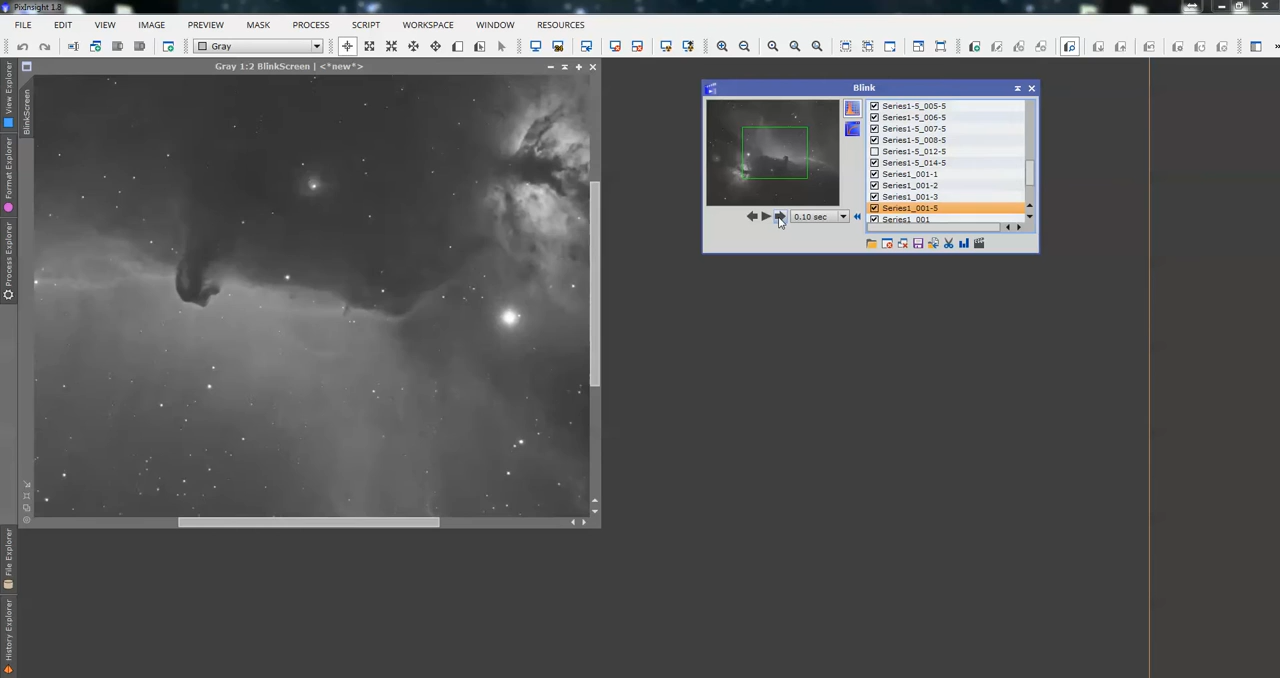 PixInsight 1.8
FILE EDIT VIEW IMAGE PREVIEW MASK PROCESS SCRIPT WORKSPACE WINDOW RESOURCES
Gray
Gray 1:2 BlinkScreen | <*new*>
BlinkScreen
View Explorer
Format Explorer
Process Explorer
File Explorer
History Explorer
Blink
Series1-5_005-5
Series1-5_006-5
Series1-5_007-5
Series1-5_008-5
Series1-5_012-5
Series1-5_014-5
Series1_001-1
Series1_001-2
Series1_001-3
Series1_001-5
Series1_001
0.10 sec